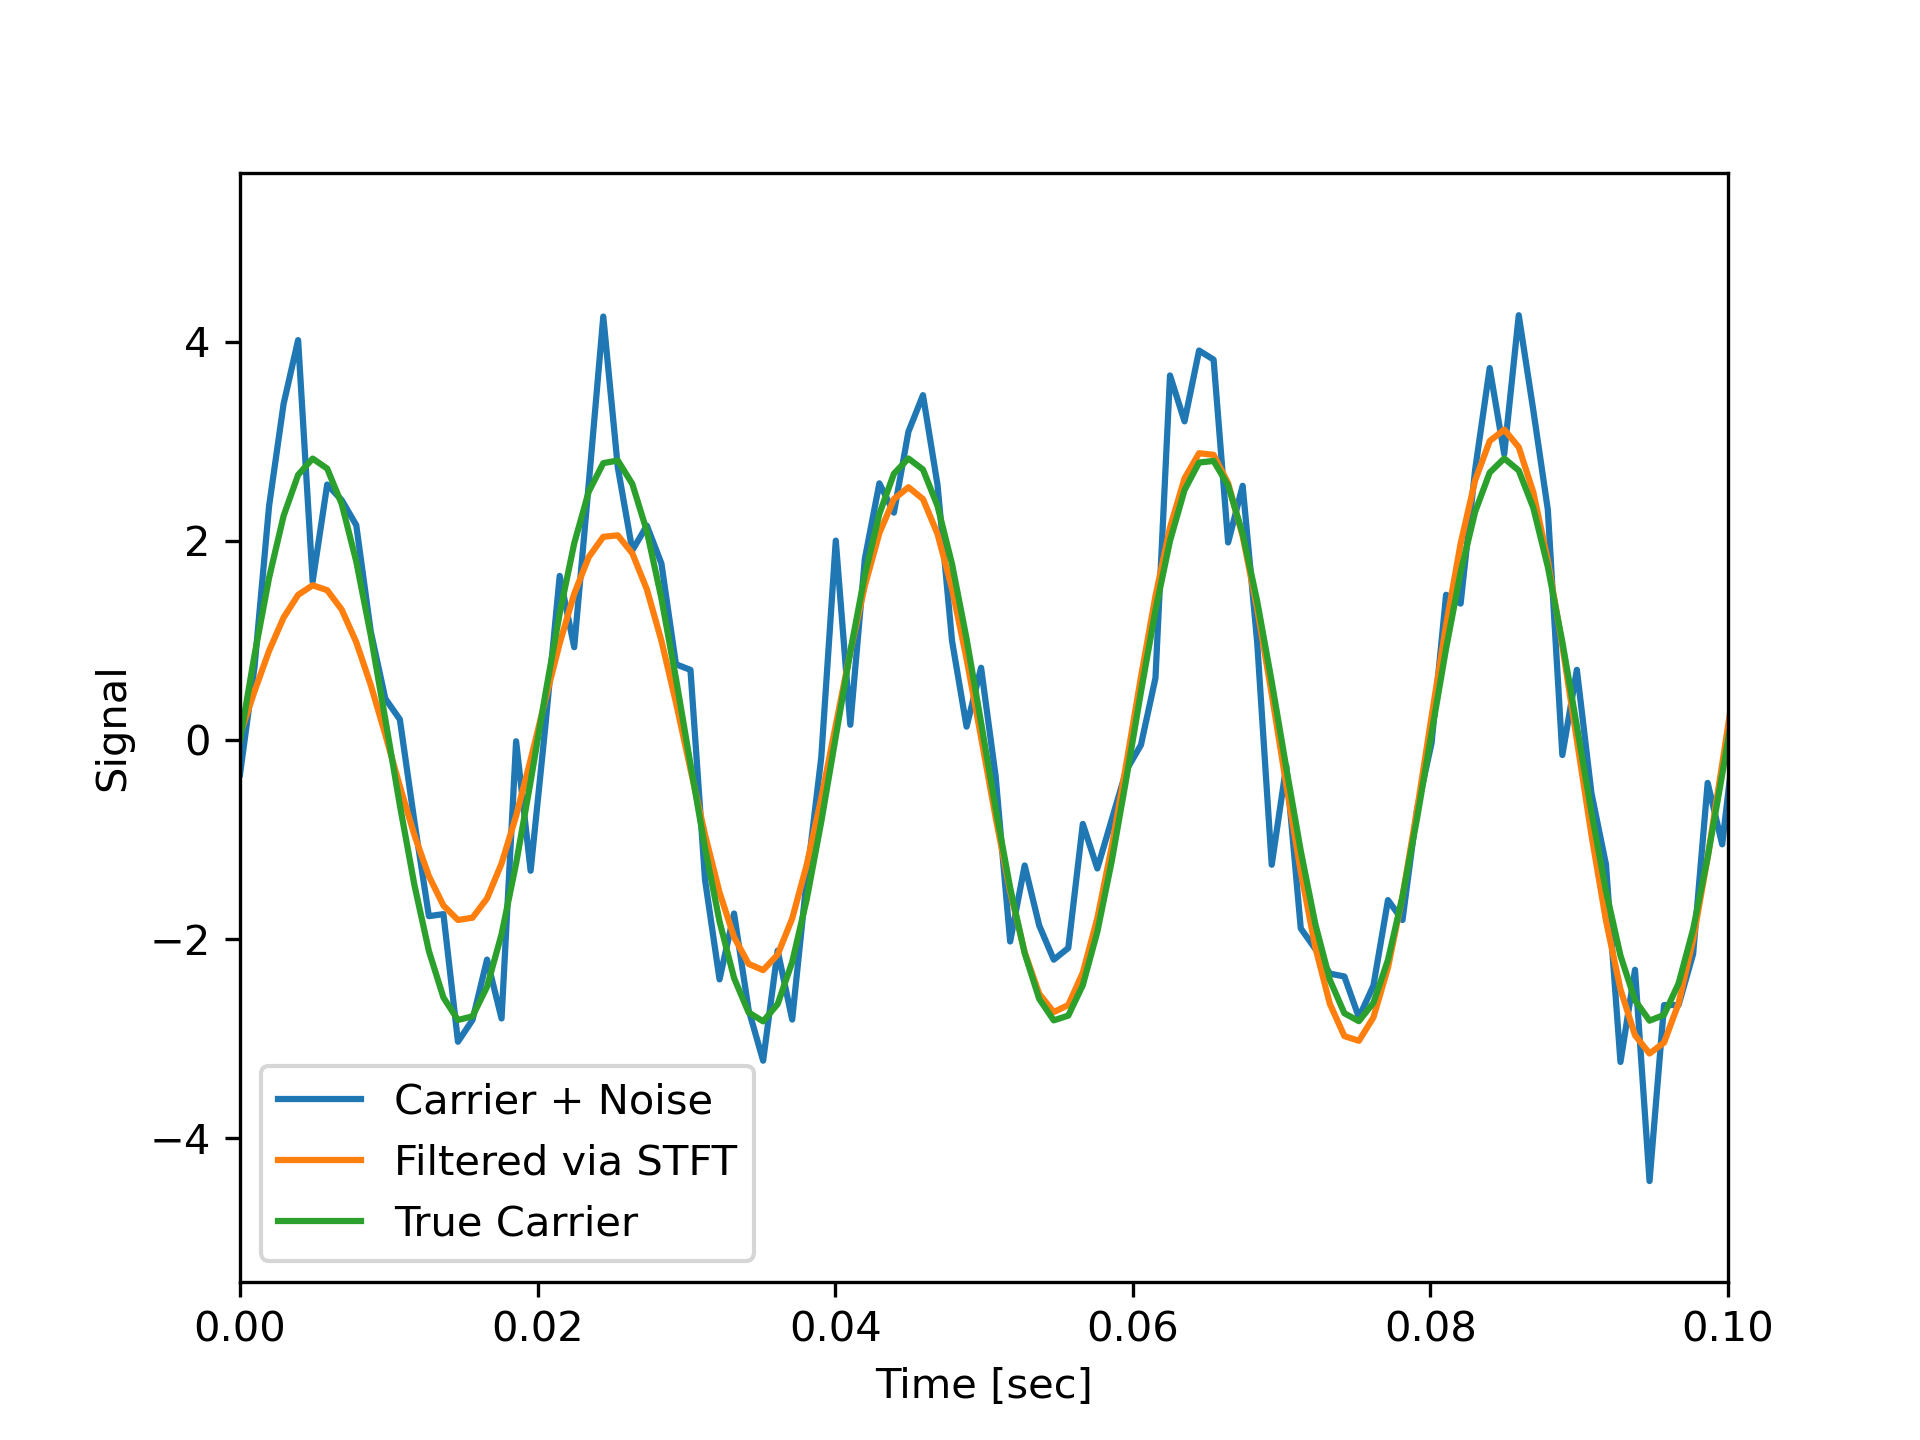 4
2
0
−2
−4
Signal
Carrier + Noise
Filtered via STFT
True Carrier
0.00 0.02 0.04 0.06 0.08 0.10
Time [sec]